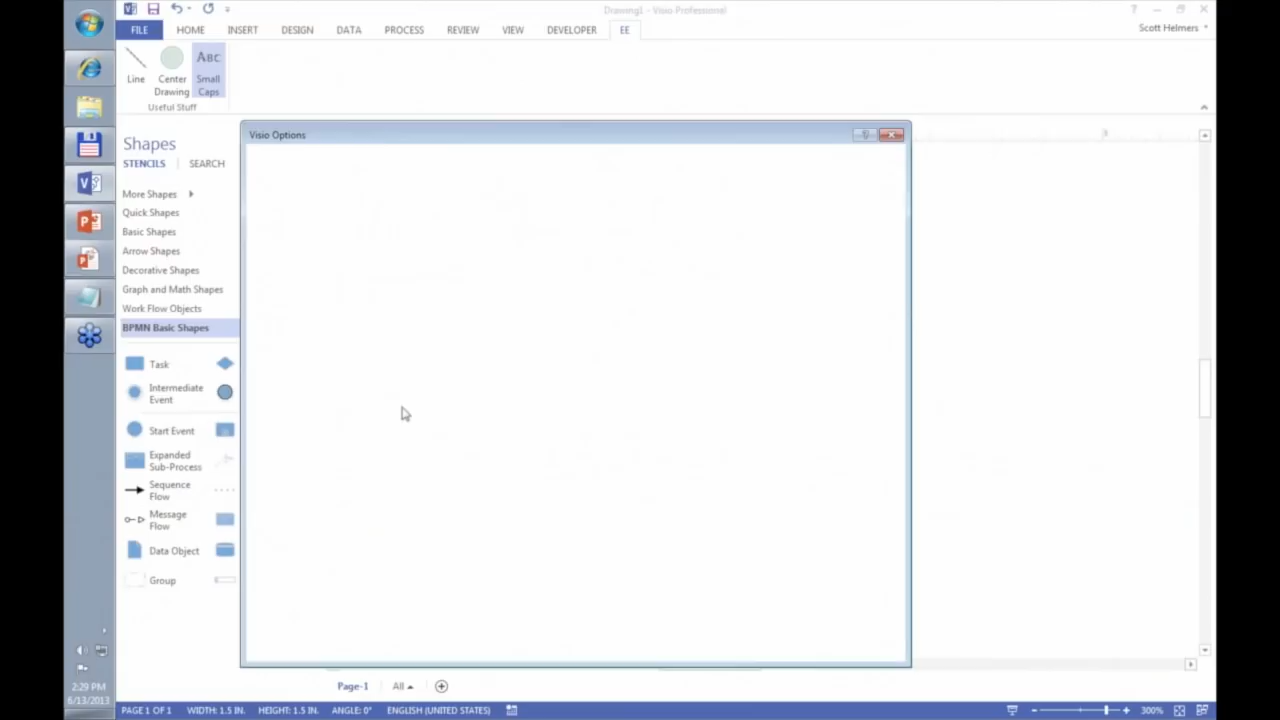 Drawing1 - Visio Professional
FILE HOME INSERT DESIGN DATA PROCESS REVIEW VIEW DEVELOPER EE
Scott Helmers
Line
Center Drawing
ABC
Small Caps
Useful Stuff
Visio Options
Shapes
STENCILS | SEARCH
More Shapes
Quick Shapes
Basic Shapes
Arrow Shapes
Decorative Shapes
Graph and Math Shapes
Work Flow Objects
BPMN Basic Shapes
Task
Intermediate
Event
Start Event
Expanded
Sub-Process
Sequence
Flow
Message
Flow
Data Object
Group
Page-1 All
2:29 PM
6/13/2013
PAGE 1 OF 1 WIDTH: 1.5 IN. HEIGHT: 1.5 IN. ANGLE: 0° ENGLISH (UNITED STATES) 300%